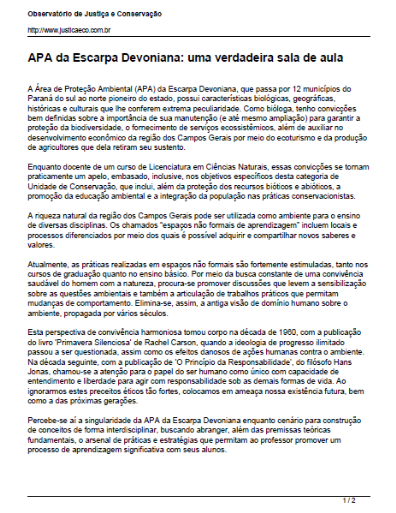 Observatório de Justiça e Conservação
http://www.justicaeco.com.br
APA da Escarpa Devoniana: uma verdadeira sala de aula
A Área de Proteção Ambiental (APA) da Escarpa Devoniana, que passa por 12 municípios do
Paraná do sul ao norte pioneiro do estado, possui características biológicas, geográficas,
históricas e culturais que lhe conferem extrema peculiaridade. Como bióloga, tenho convicções
bem definidas sobre a importância de sua manutenção (e até mesmo ampliação) para garantir a
proteção da biodiversidade, o fornecimento de serviços ecossistêmicos, além de auxiliar no
desenvolvimento econômico da região dos Campos Gerais por meio do ecoturismo e da produção
de agricultores que dela retiram seu sustento.
Enquanto docente de um curso de Licenciatura em Ciências Naturais, essas convicções se tornam
praticamente um apelo, embasado, inclusive, nos objetivos específicos desta categoria de
Unidade de Conservação, que inclui, além da proteção dos recursos bióticos e abióticos, a
promoção da educação ambiental e a integração da população nas práticas conservacionistas.
A riqueza natural da região dos Campos Gerais pode ser utilizada como ambiente para o ensino
de diversas disciplinas. Os chamados "espaços não formais de aprendizagem" incluem locais e
processos diferenciados por meio dos quais é possível adquirir e compartilhar novos saberes e
valores.
Atualmente, as práticas realizadas em espaços não formais são fortemente estimuladas, tanto nos
cursos de graduação quanto no ensino básico. Por meio da busca constante de uma convivência
saudável do homem com a natureza, procura-se promover discussões que levem a sensibilização
sobre as questões ambientais e também a articulação de trabalhos práticos que permitam
mudanças de comportamento. Elimina-se, assim, a antiga visão de domínio humano sobre o
ambiente, propagada por vários séculos.
Esta perspectiva de convivência harmoniosa tomou corpo na década de 1960, com a publicação
do livro 'Primavera Silenciosa' de Rachel Carson, quando a ideologia de progresso ilimitado
passou a ser questionada, assim como os efeitos danosos de ações humanas contra o ambiente.
Na década seguinte, com a publicação de 'O Princípio da Responsabilidade', do filósofo Hans
Jonas, chamou-se a atenção para o papel do ser humano como único com capacidade de
entendimento e liberdade para agir com responsabilidade sob as demais formas de vida. Ao
ignorarmos estes preceitos éticos tão fortes, colocamos em ameaça nossa existência futura, bem
como a das próximas gerações.
Percebe-se aí a singularidade da APA da Escarpa Devoniana enquanto cenário para construção
de conceitos de forma interdisciplinar, buscando abranger, além das premissas teóricas
fundamentais, o arsenal de práticas e estratégias que permitam ao professor promover um
processo de aprendizagem significativa com seus alunos.
1 / 2